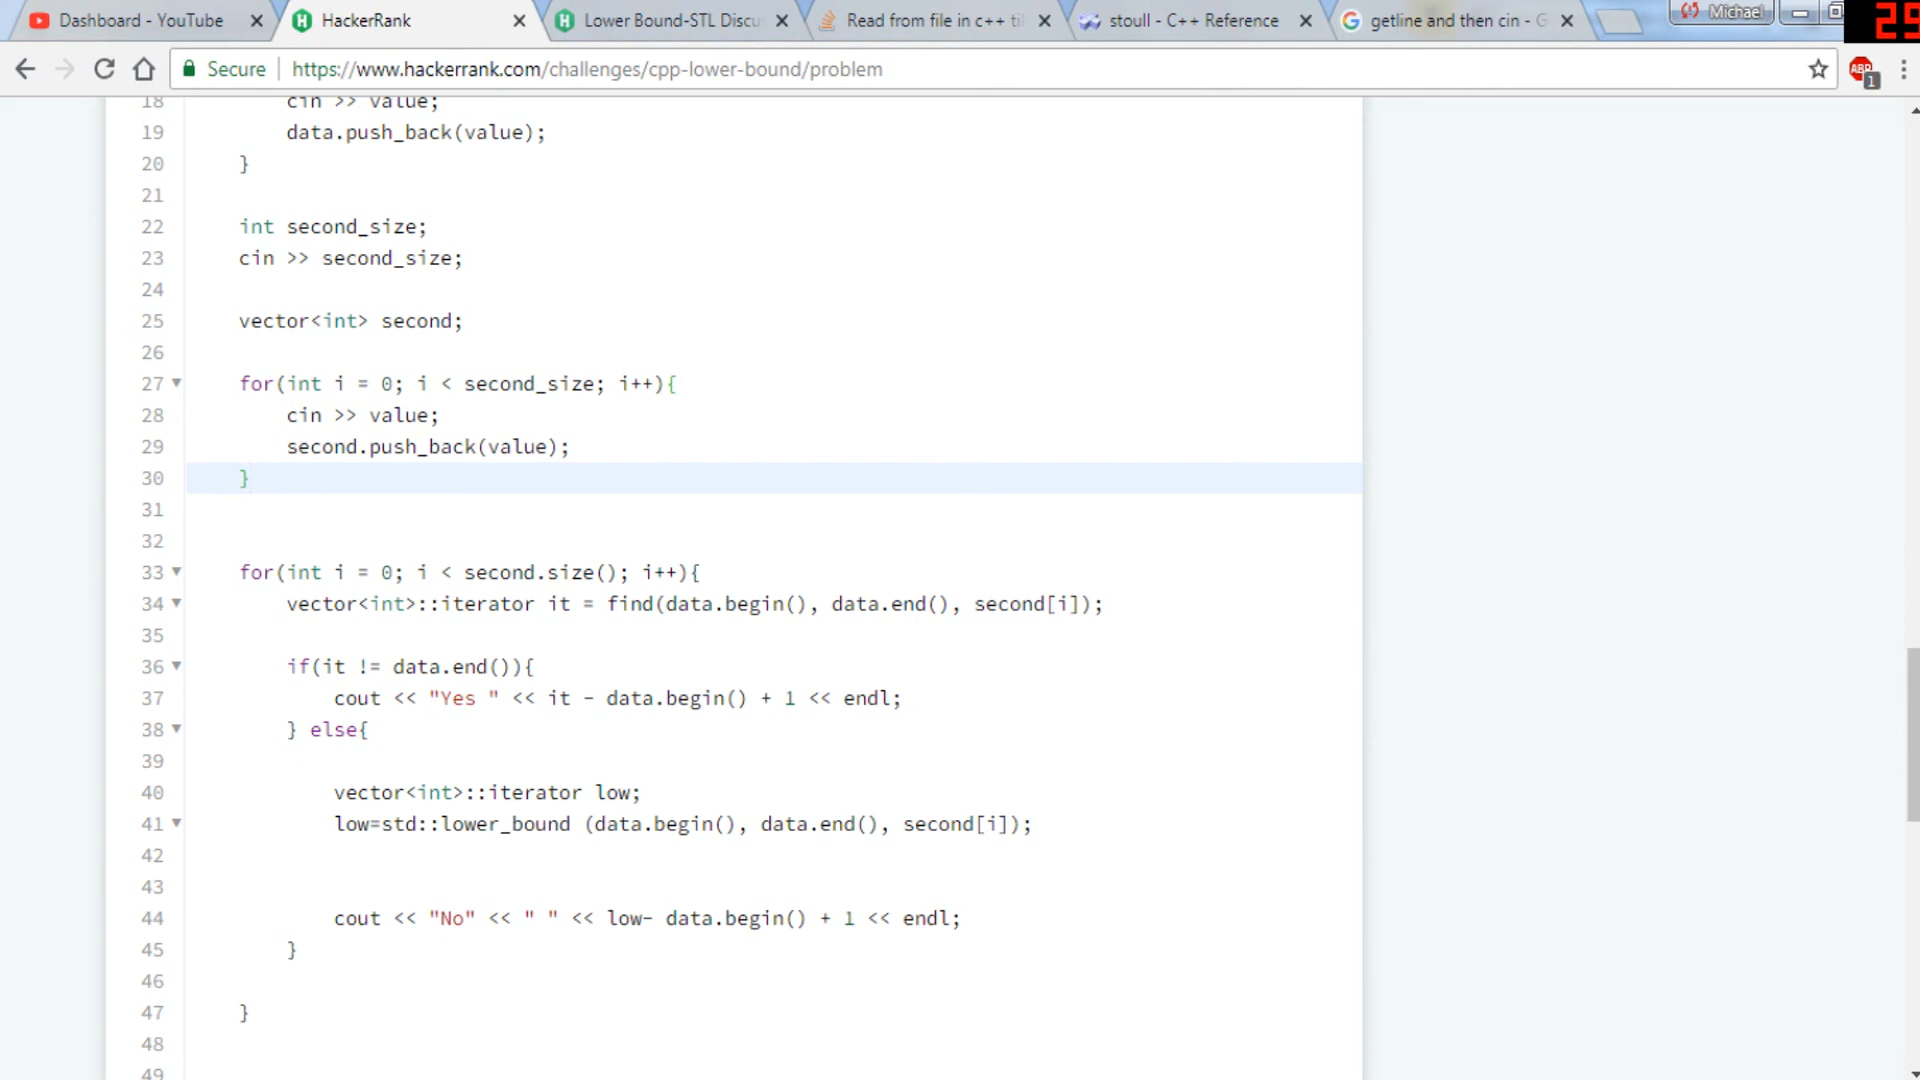 Dashboard - YouTube
HackerRank
Lower Bound-STL Discu
Read from file in c++ til
stoull - C++ Reference
getline and then cin - G
Michael
29
Secure
https://www.hackerrank.com/challenges/cpp-lower-bound/problem
ABP
1
18 cin >> value;
19 data.push_back(value);
20 }
21
22 int second_size;
23 cin >> second_size;
24
25 vector<int> second;
26
27 for(int i = 0; i < second_size; i++){
28 cin >> value;
29 second.push_back(value);
30 }
31
32
33 for(int i = 0; i < second.size(); i++){
34 vector<int>::iterator it = find(data.begin(), data.end(), second[i]);
35
36 if(it != data.end()){
37 cout << "Yes " << it - data.begin() + 1 << endl;
38 } else{
39
40 vector<int>::iterator low;
41 low=std::lower_bound (data.begin(), data.end(), second[i]);
42
43
44 cout << "No" << " " << low- data.begin() + 1 << endl;
45 }
46
47 }
48
49